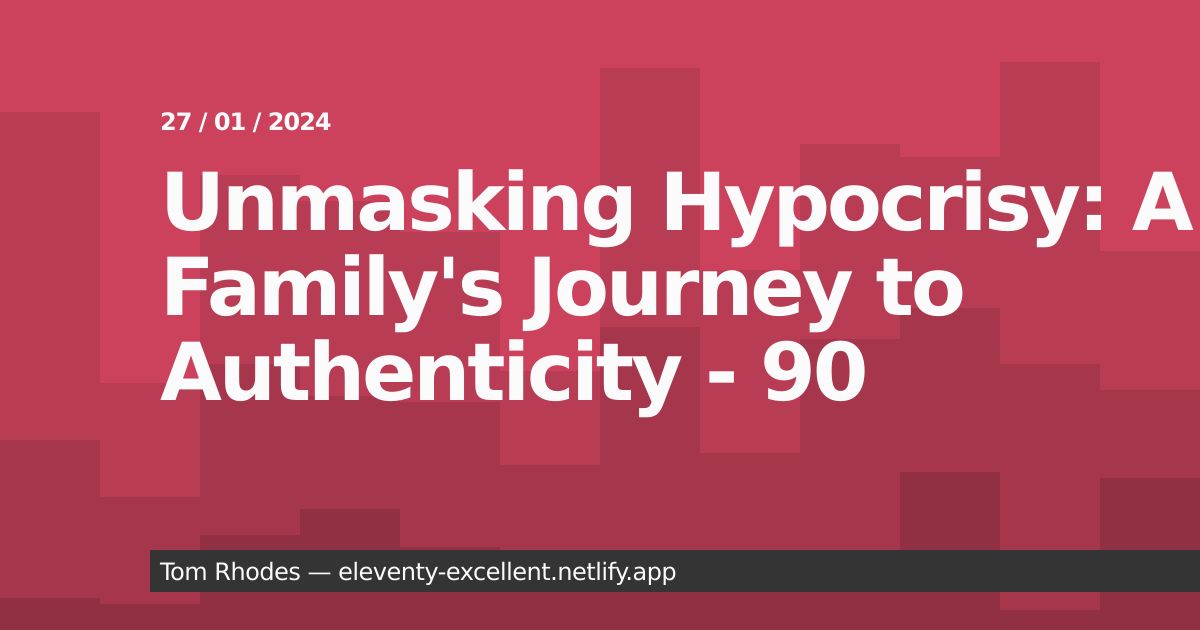 27 / 01 / 2024
Unmasking Hypocrisy: A
Family's Journey to
Authenticity - 90
Tom Rhodes — eleventy-excellent.netlify.app